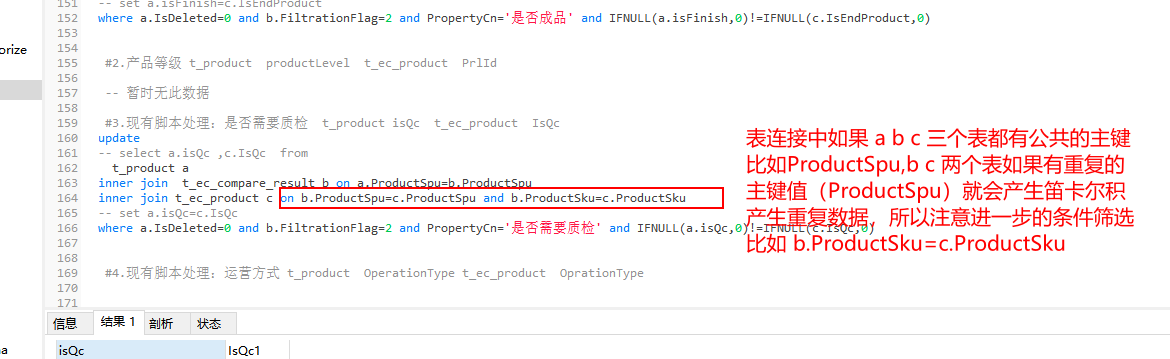 151 -- set a.isFinish=c.IsEndProduct
152 where a.IsDeleted=0 and b.FiltrationFlag=2 and PropertyCn='是否成品' and IFNULL(a.isFinish,0)!=IFNULL(c.IsEndProduct,0)
orize
153
154
155 #2.产品等级 t_product productLevel t_ec_product PrlId
156
157 -- 暂时无此数据
158
159 #3.现有脚本处理：是否需要质检 t_product isQc t_ec_product IsQc
160 update
161 -- select a.isQc ,c.IsQc from
162 t_product a
163 inner join t_ec_compare_result b on a.ProductSpu=b.ProductSpu
164 inner join t_ec_product c on b.ProductSpu=c.ProductSpu and b.ProductSku=c.ProductSku
165 -- set a.isQc=c.IsQc
166 where a.IsDeleted=0 and b.FiltrationFlag=2 and PropertyCn='是否需要质检' and IFNULL(a.isQc,0)!=IFNULL(c.isQc,0)
167
168
169 #4.现有脚本处理：运营方式 t_product OperationType t_ec_product OprationType
170
171
表连接中如果 a b c 三个表都有公共的主键
比如ProductSpu,b c 两个表如果有重复的
主键值（ProductSpu）就会产生笛卡尔积
产生重复数据，所以注意进一步的条件筛选
比如 b.ProductSku=c.ProductSku
信息 结果 1 剖析 状态
isQc IsQc1